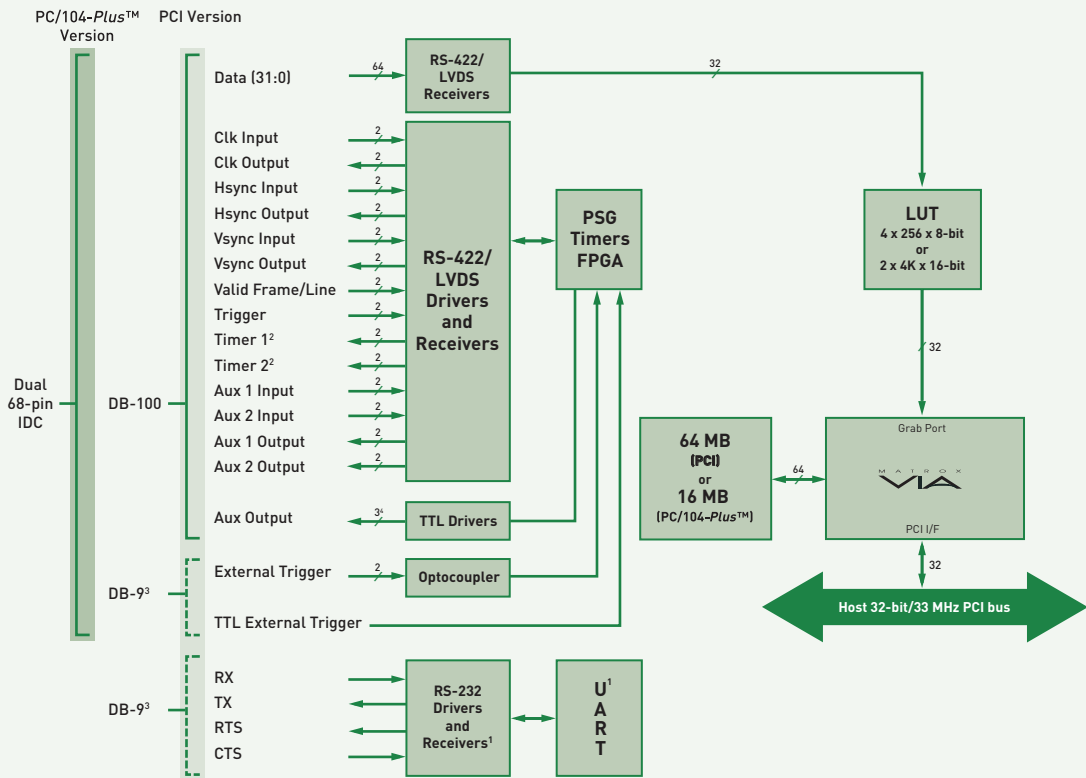 PC/104-Plus™
Version
PCI Version
Dual
68-pin
IDC
DB-100
Data (31:0)
64
RS-422/
LVDS
Receivers
32
Clk Input
2
Clk Output
2
Hsync Input
2
Hsync Output
2
Vsync Input
2
Vsync Output
2
Valid Frame/Line
2
Trigger
2
Timer 1²
2
Timer 2²
2
Aux 1 Input
2
Aux 2 Input
2
Aux 1 Output
2
Aux 2 Output
2
RS-422/
LVDS
Drivers
and
Receivers
PSG
Timers
FPGA
LUT
4 x 256 x 8-bit
or
2 x 4K x 16-bit
32
Aux Output
3⁴
TTL Drivers
64 MB
(PCI)
or
16 MB
(PC/104-Plus™)
64
Grab Port
MATROX
VIA
PCI I/F
32
Host 32-bit/33 MHz PCI bus
DB-9³
External Trigger
2
Optocoupler
TTL External Trigger
DB-9³
RX
TX
RTS
CTS
RS-232
Drivers
and
Receivers¹
U¹
A
R
T